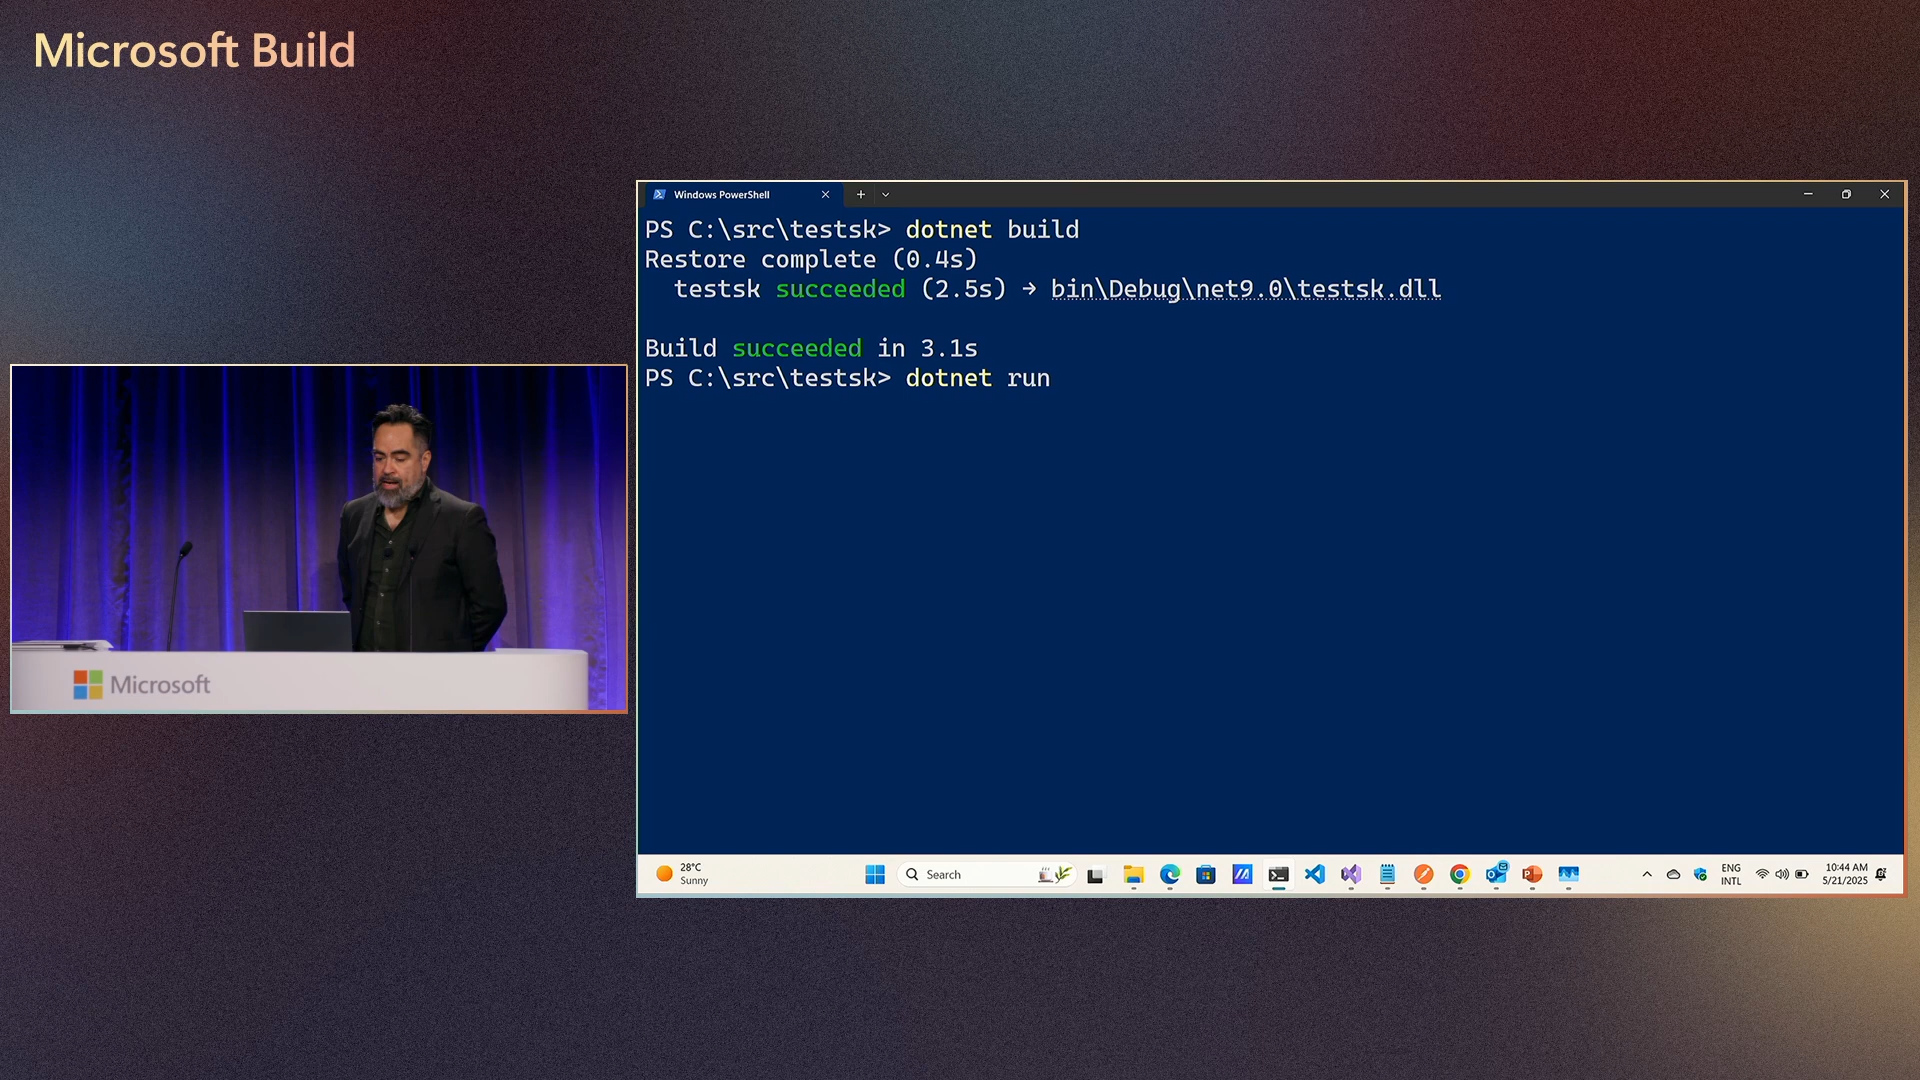 Microsoft Build
Windows PowerShell
PS C:\src\testsk> dotnet build
Restore complete (0.4s)
testsk succeeded (2.5s) → bin\Debug\net9.0\testsk.dll
Build succeeded in 3.1s
PS C:\src\testsk> dotnet run
Microsoft
28°C
Sunny
Search
ENG
INTL
10:44 AM
5/21/2025